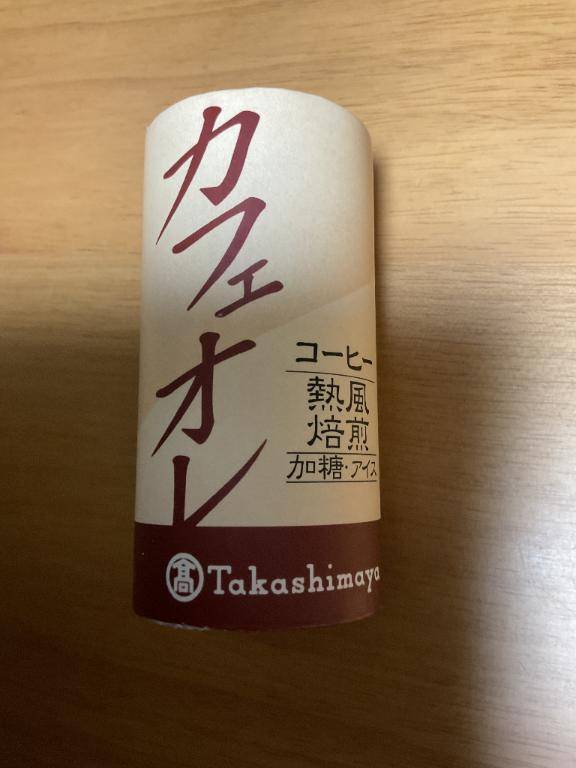 カフェオレ
コーヒー
熱風
焙煎
加糖・アイス
髙 Takashimaya